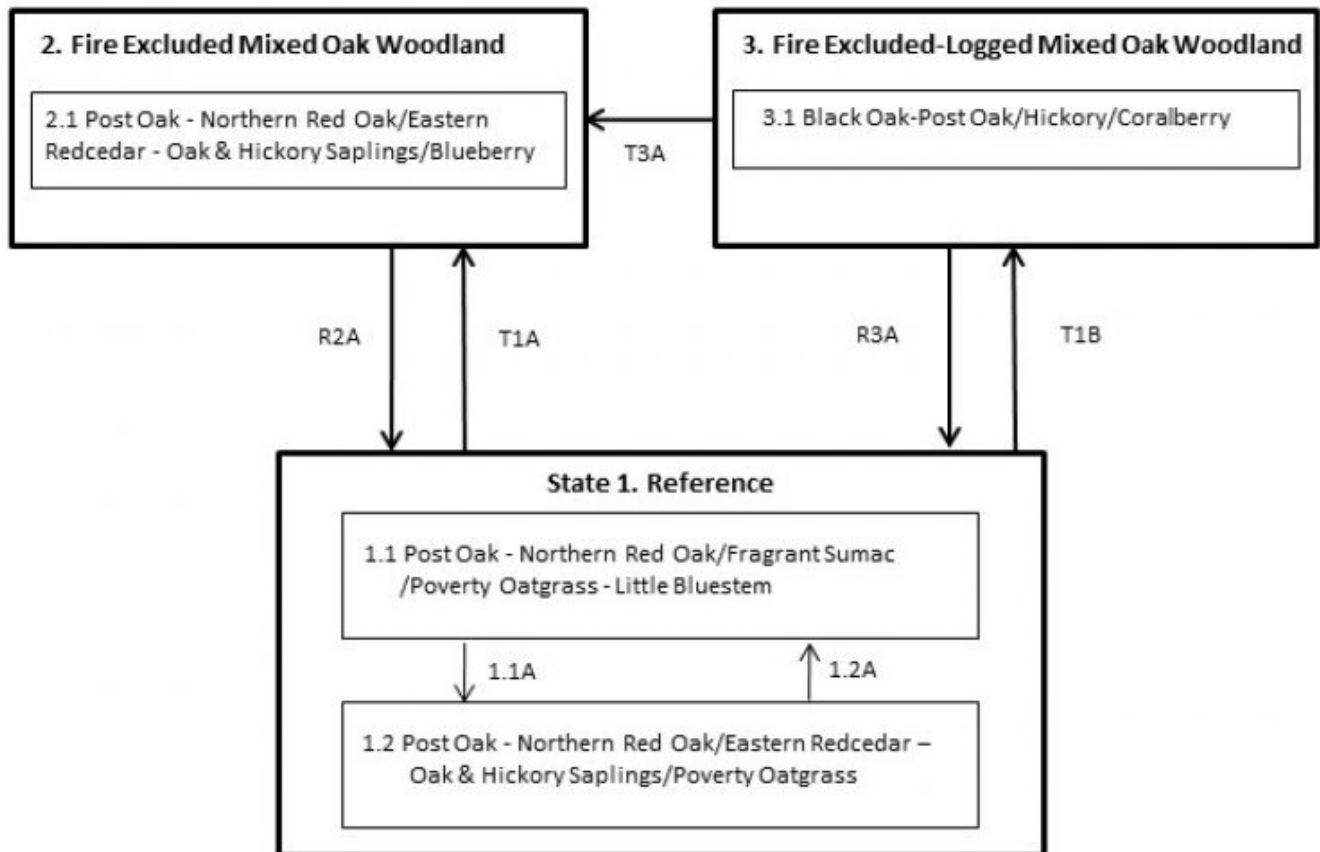 2. Fire Excluded Mixed Oak Woodland
2.1 Post Oak - Northern Red Oak/Eastern
Redcedar - Oak & Hickory Saplings/Blueberry
3. Fire Excluded-Logged Mixed Oak Woodland
3.1 Black Oak-Post Oak/Hickory/Coralberry
T3A
R2A
T1A
R3A
T1B
State 1. Reference
1.1 Post Oak - Northern Red Oak/Fragrant Sumac
/Poverty Oatgrass - Little Bluestem
1.1A
1.2A
1.2 Post Oak - Northern Red Oak/Eastern Redcedar –
Oak & Hickory Saplings/Poverty Oatgrass